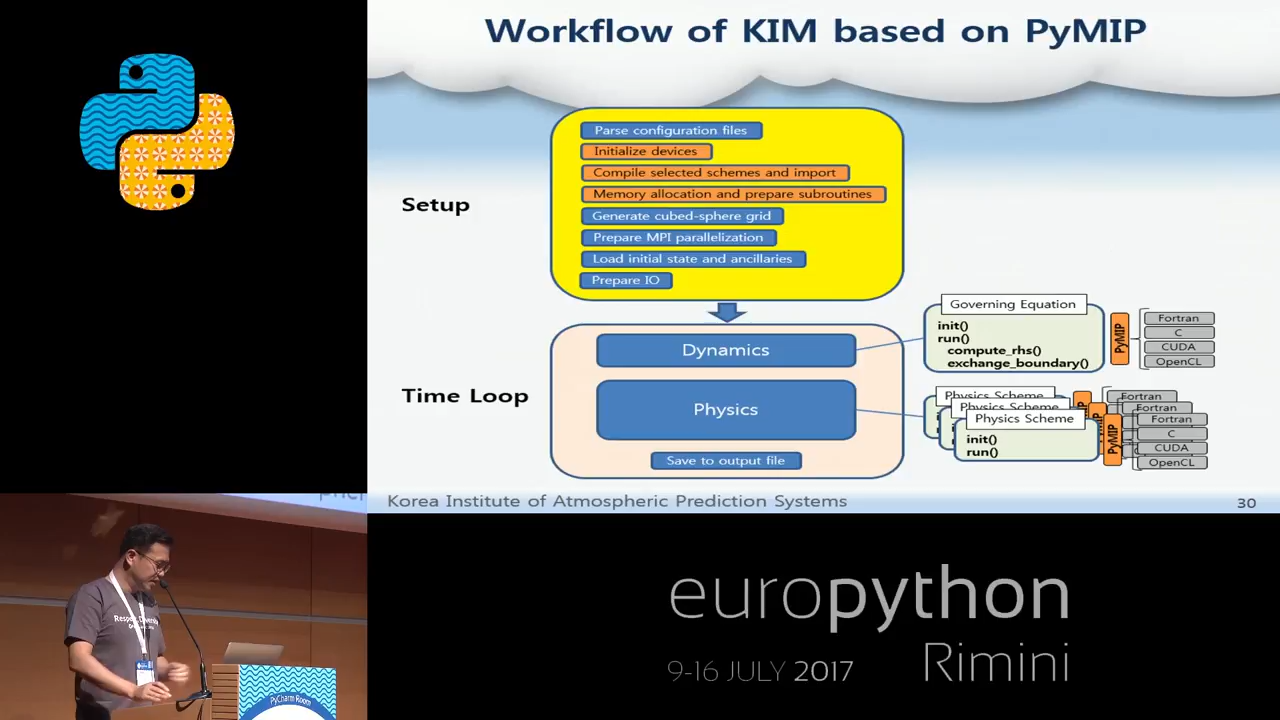 Workflow of KIM based on PyMIP
Setup
Parse configuration files
Initialize devices
Compile selected schemes and import
Memory allocation and prepare subroutines
Generate cubed-sphere grid
Prepare MPI parallelization
Load initial state and ancillaries
Prepare IO
Time Loop
Dynamics
Physics
Save to output file
Governing Equation
init()
run()
compute_rhs()
exchange_boundary()
PyMIP
Fortran
C
CUDA
OpenCL
Physics Scheme
Physics Scheme
Physics Scheme
init()
run()
PyMIP
Fortran
Fortran
Fortran
C
CUDA
OpenCL
Korea Institute of Atmospheric Prediction Systems
30
PyCharm Room
europython
Rimini
9-16 JULY 2017